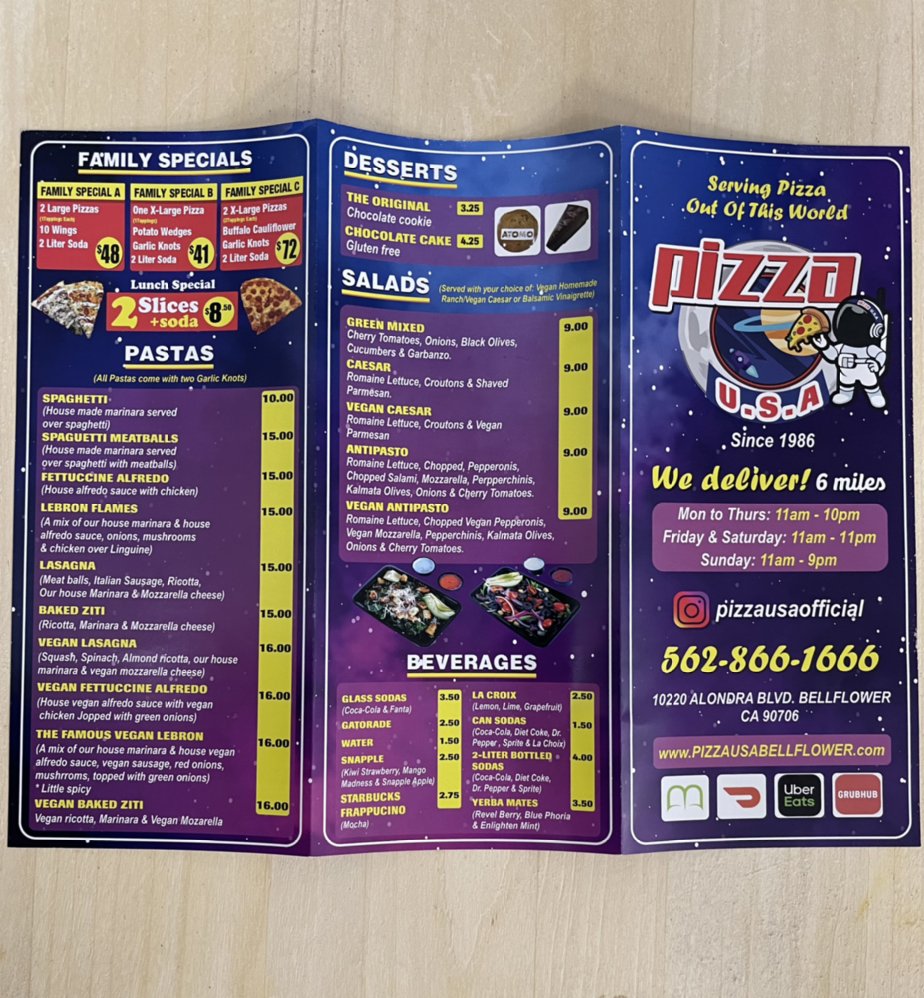 FAMILY SPECIALS
FAMILY SPECIAL A
2 Large Pizzas
(1Toppings Each)
10 Wings
2 Liter Soda
$48
FAMILY SPECIAL B
One X-Large Pizza
(1Toppings)
Potato Wedges
Garlic Knots
2 Liter Soda
$41
FAMILY SPECIAL C
2 X-Large Pizzas
Buffalo Cauliflower
Garlic Knots
2 Liter Soda
$72
Lunch Special
2 Slices
+soda
$8.50
PASTAS
(All Pastas come with two Garlic Knots)
SPAGHETTI 10.00
(House made marinara served
over spaghetti)
SPAGUETTI MEATBALLS 15.00
(House made marinara served
over spaghetti with meatballs)
FETTUCCINE ALFREDO 15.00
(House alfredo sauce with chicken)
LEBRON FLAMES 15.00
(A mix of our house marinara & house
alfredo sauce, onions, mushrooms
& chicken over Linguine)
LASAGNA 15.00
(Meat balls, Italian Sausage, Ricotta,
Our house Marinara & Mozzarella cheese)
BAKED ZITI 15.00
(Ricotta, Marinara & Mozzarella cheese)
VEGAN LASAGNA 16.00
(Squash, Spinach, Almond ricotta, our house
marinara & vegan mozzarella cheese)
VEGAN FETTUCCINE ALFREDO 16.00
(House vegan alfredo sauce with vegan
chicken Jopped with green onions)
THE FAMOUS VEGAN LEBRON 16.00
(A mix of our house marinara & house vegan
alfredo sauce, vegan sausage, red onions,
mushrroms, topped with green onions)
* Little spicy
VEGAN BAKED ZITI 16.00
Vegan ricotta, Marinara & Vegan Mozarella
DESSERTS
THE ORIGINAL 3.25
Chocolate cookie
CHOCOLATE CAKE 4.25
Gluten free
ATOMO
SALADS
(Served with your choice of: Vegan Homemade
Ranch/Vegan Caesar or Balsamic Vinaigrette)
GREEN MIXED 9.00
Cherry Tomatoes, Onions, Black Olives,
Cucumbers & Garbanzo.
CAESAR 9.00
Romaine Lettuce, Croutons & Shaved
Parmesan.
VEGAN CAESAR 9.00
Romaine Lettuce, Croutons & Vegan
Parmesan
ANTIPASTO 9.00
Romaine Lettuce, Chopped, Pepperonis,
Chopped Salami, Mozzarella, Perpperchinis,
Kalmata Olives, Onions & Cherry Tomatoes.
VEGAN ANTIPASTO 9.00
Romaine Lettuce, Chopped Vegan Pepperonis,
Vegan Mozzarella, Pepperchinis, Kalmata Olives,
Onions & Cherry Tomatoes.
BEVERAGES
GLASS SODAS 3.50
(Coca-Cola & Fanta)
GATORADE 2.50
WATER 1.50
SNAPPLE 2.50
(Kiwi Strawberry, Mango
Madness & Snapple Apple)
STARBUCKS 2.75
FRAPPUCINO
(Mocha)
LA CROIX 2.50
(Lemon, Lime, Grapefruit)
CAN SODAS 1.50
(Coca-Cola, Diet Coke, Dr.
Pepper, Sprite & La Choix)
2-LITER BOTTLED 4.00
SODAS
(Coca-Cola, Diet Coke,
Dr. Pepper & Sprite)
YERBA MATES 3.50
(Revel Berry, Blue Phoria
& Enlighten Mint)
Serving Pizza
Out Of This World
pizza
U.S.A
Since 1986
We deliver! 6 miles
Mon to Thurs: 11am - 10pm
Friday & Saturday: 11am - 11pm
Sunday: 11am - 9pm
pizzausaofficial
562-866-1666
10220 ALONDRA BLVD. BELLFLOWER
CA 90706
www.PIZZAUSABELLFLOWER.com
Uber
Eats
GRUBHUB